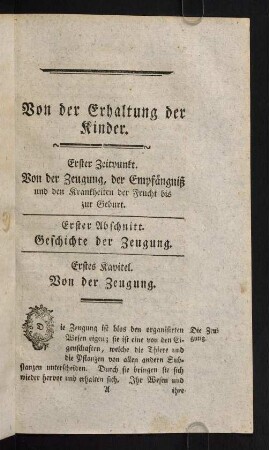 Von der Erhaltung der
Kinder.
Erster Zeitpunkt.
Von der Zeugung, der Empfängniß
und den Krankheiten der Frucht bis
zur Geburt.
Erster Abschnitt.
Geschichte der Zeugung.
Erstes Kapitel.
Von der Zeugung.
Die Zeugung ist blos den organisirten
Die Zeu-
gung.
Wesen eigen; sie ist eine von den Ei-
genschaften, welche die Thiere und
die Pflanzen von allen andern Sub-
stanzen unterscheiden. Durch sie bringen sie sich
wieder hervor und erhalten sich. Ihr Wesen und
A
ihre